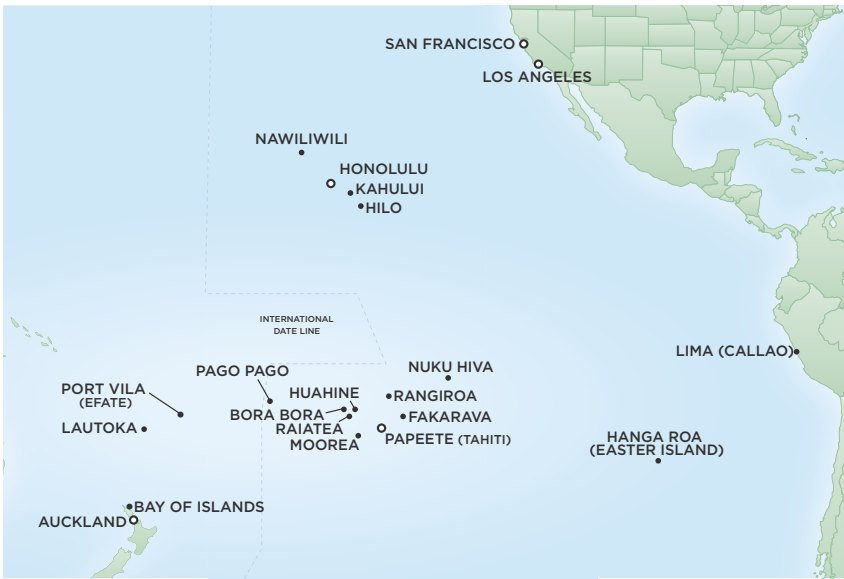 SAN FRANCISCO
LOS ANGELES
NAWILIWILI
HONOLULU
KAHULUI
HILO
INTERNATIONAL
DATE LINE
LIMA (CALLAO)
NUKU HIVA
PAGO PAGO
PORT VILA
(EFATE)
HUAHINE
RANGIROA
BORA BORA
FAKARAVA
LAUTOKA
RAIATEA
MOOREA
PAPEETE (TAHITI)
HANGA ROA
(EASTER ISLAND)
BAY OF ISLANDS
AUCKLAND